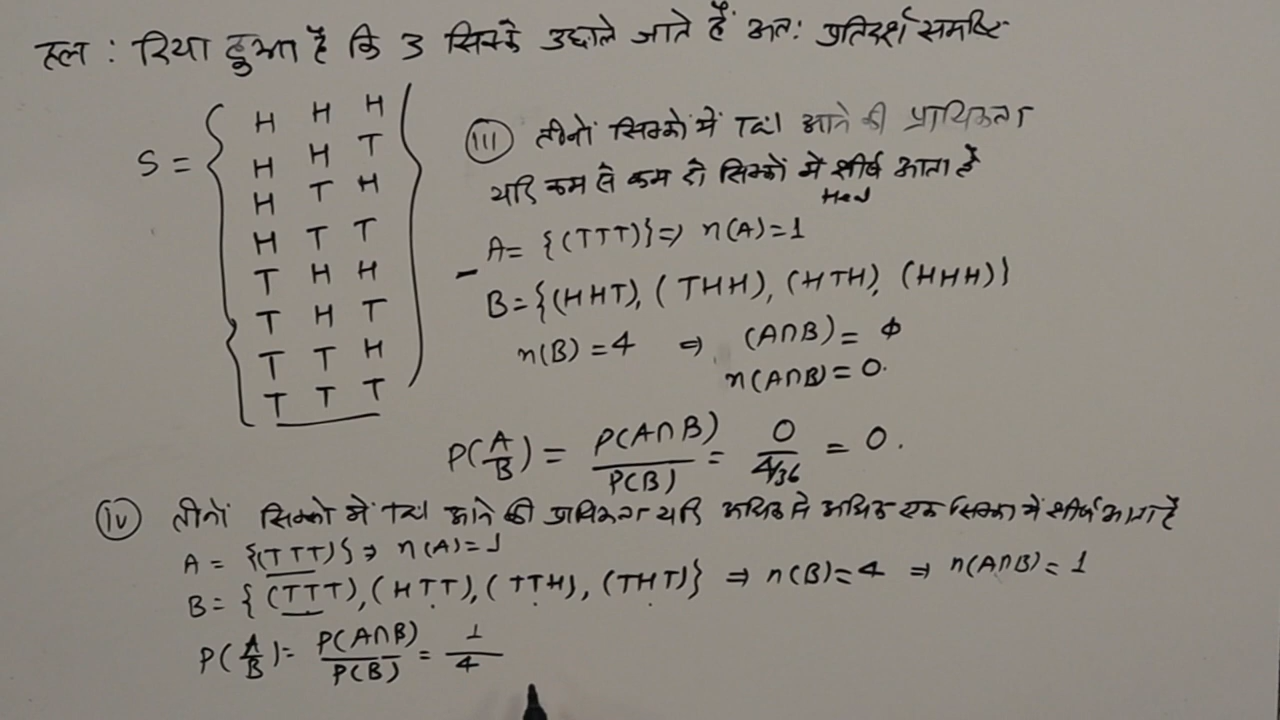 हल : दिया हुआ है कि 3 सिक्के उछाले जाते हैं अतः प्रतिदर्श समष्टि
S = { H H H
H H T
H T H
H T T
T H H
T H T
T T H
T T T }
(iii) तीनों सिक्कों में Tail आने की प्रायिकता
यदि कम से कम दो सिक्कों में शीर्ष आता है
Head
A = {(TTT)} ⇒ n(A) = 1
B = {(HHT), (THH), (HTH), (HHH)}
n(B) = 4 ⇒ (A∩B) = ϕ
n(A∩B) = 0.
P(A/B) = P(A∩B)/P(B) = 0/4/36 = 0.
(iv) तीनों सिक्कों में Tail आने की प्रायिकता यदि अधिक से अधिक एक सिक्का में शीर्ष आता है
A = {(TTT)} ⇒ n(A) = 1
B = {(TTT), (HTT), (TTH), (THT)} ⇒ n(B) = 4 ⇒ n(A∩B) = 1
P(A/B) = P(A∩B)/P(B) = 1/4